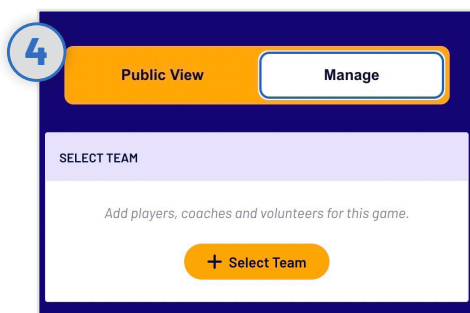 4
Public View
Manage
SELECT TEAM
Add players, coaches and volunteers for this game.
+ Select Team